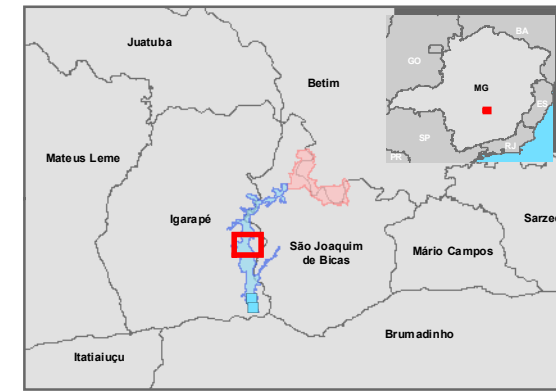 Juatuba
BA
GO
Betim
MG
ES
Mateus Leme
SP
RJ
PR
Igarapé
São Joaquim
de Bicas
Mário Campos
Sarzed
Brumadinho
Itatiaiuçu